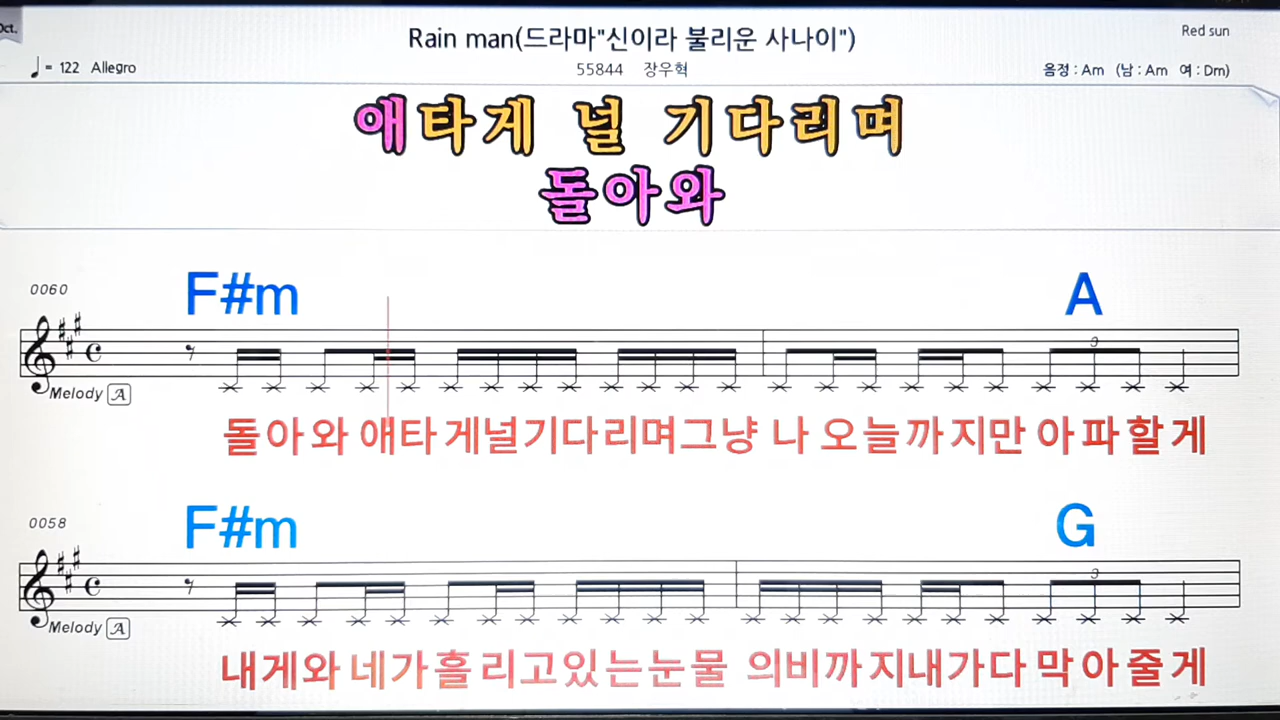 Oct.
Rain man(드라마"신이라 불리운 사나이")
Red sun
♩= 122 Allegro
55844 장우혁
음정 : Am (남 : Am 여 : Dm)
애타게 널 기다리며
돌아와
F#m A
0060
3
Melody A
돌아와 애타게널기다리며그냥 나 오늘까지만 아파할게
F#m G
0058
3
Melody A
내게와 네가흘리고있는눈물 의비까지내가다 막아줄게